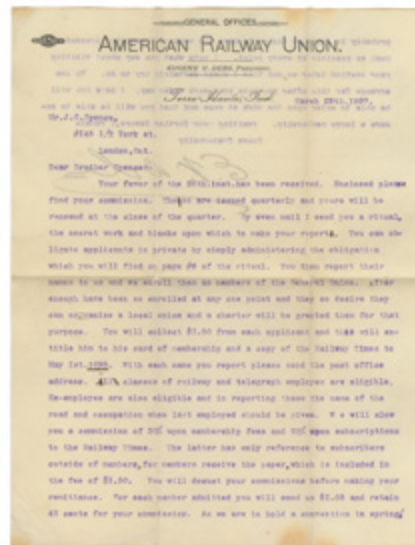 GENERAL OFFICES
AMERICAN RAILWAY UNION.
EUGENE V. DEBS, President.
Terre Haute, Ind. March 29th, 1897.
Mr. J.C. Spence,
1/2 York st.
London, Ont.
Dear Brother Spence:
Your favor of the inst. has been received. Enclosed please
find your commission. These are issued quarterly and yours will be
renewed at the close of the quarter. By even mail I send you a ritual,
the secret work and blanks upon which to make your reports. You can ob-
ligate applicants in private by simply administering the obligation
which you will find on page of the ritual. You then report their
names to us and we enroll them as members of the General Union. After
enough have been so enrolled at any one point and they so desire they
can organize a local union and a charter will be granted them for that
purpose. You will collect $1.50 from each applicant and this will en-
title him to his card of membership and a copy of the Railway Times to
May 1st 1898. With each name you report please send the post office
address. All classes of railway and telegraph employes are eligible.
Ex-employes are also eligible and in reporting these the name of the
road and occupation when last employed should be given. We will allow
you a commission of upon membership fees and upon subscriptions
to the Railway Times. The latter has only reference to subscribers
outside of members, for members receive the paper, which is included in
the fee of $1.50. You will deduct your commissions before making your
remittance. For each member admitted you will send us and retain
cents for your commission. As we are to hold a convention in spring